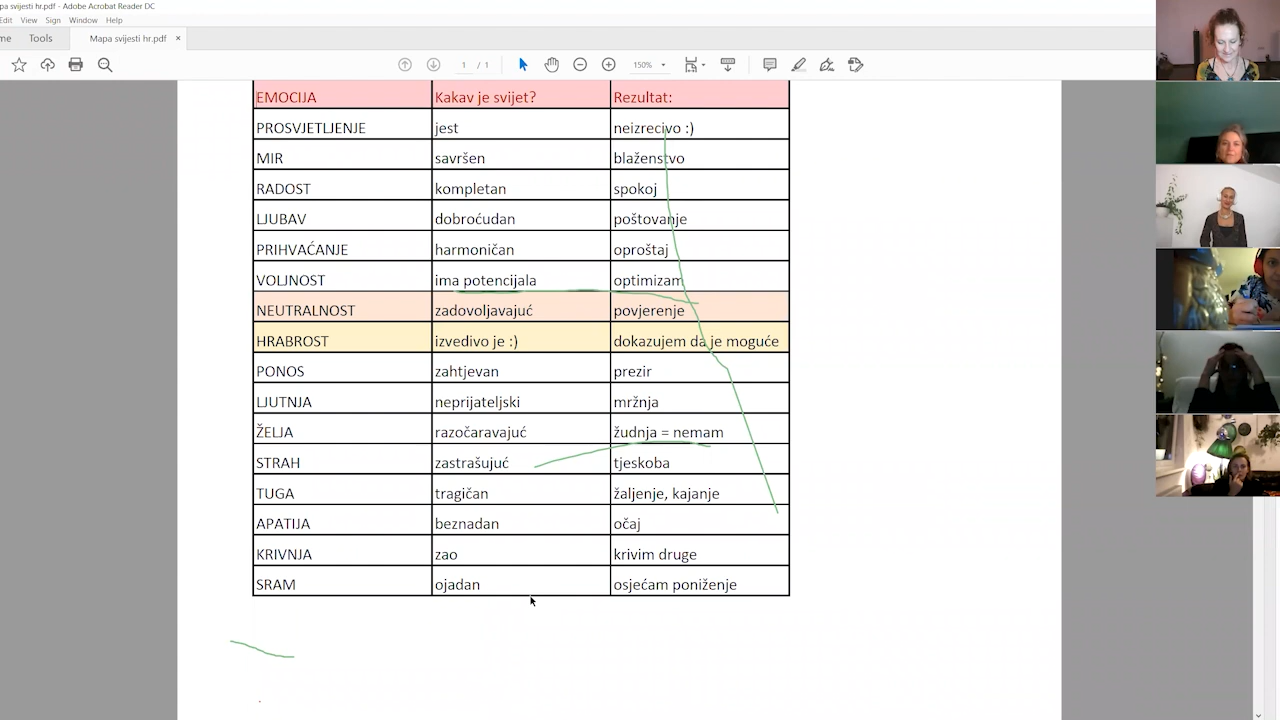 pa svijesti hr.pdf - Adobe Acrobat Reader DC
Edit View Sign Window Help
me Tools Mapa svijesti hr.pdf ×
1 / 1 150%
EMOCIJA Kakav je svijet? Rezultat:
PROSVJETLJENJE jest neizrecivo :)
MIR savršen blaženstvo
RADOST kompletan spokoj
LJUBAV dobroćudan poštovanje
PRIHVAĆANJE harmoničan oproštaj
VOLJNOST ima potencijala optimizam
NEUTRALNOST zadovoljavajuć povjerenje
HRABROST izvedivo je :) dokazujem da je moguće
PONOS zahtjevan prezir
LJUTNJA neprijateljski mržnja
ŽELJA razočaravajuć žudnja = nemam
STRAH zastrašujuć tjeskoba
TUGA tragičan žaljenje, kajanje
APATIJA beznadan očaj
KRIVNJA zao krivim druge
SRAM ojadan osjećam poniženje